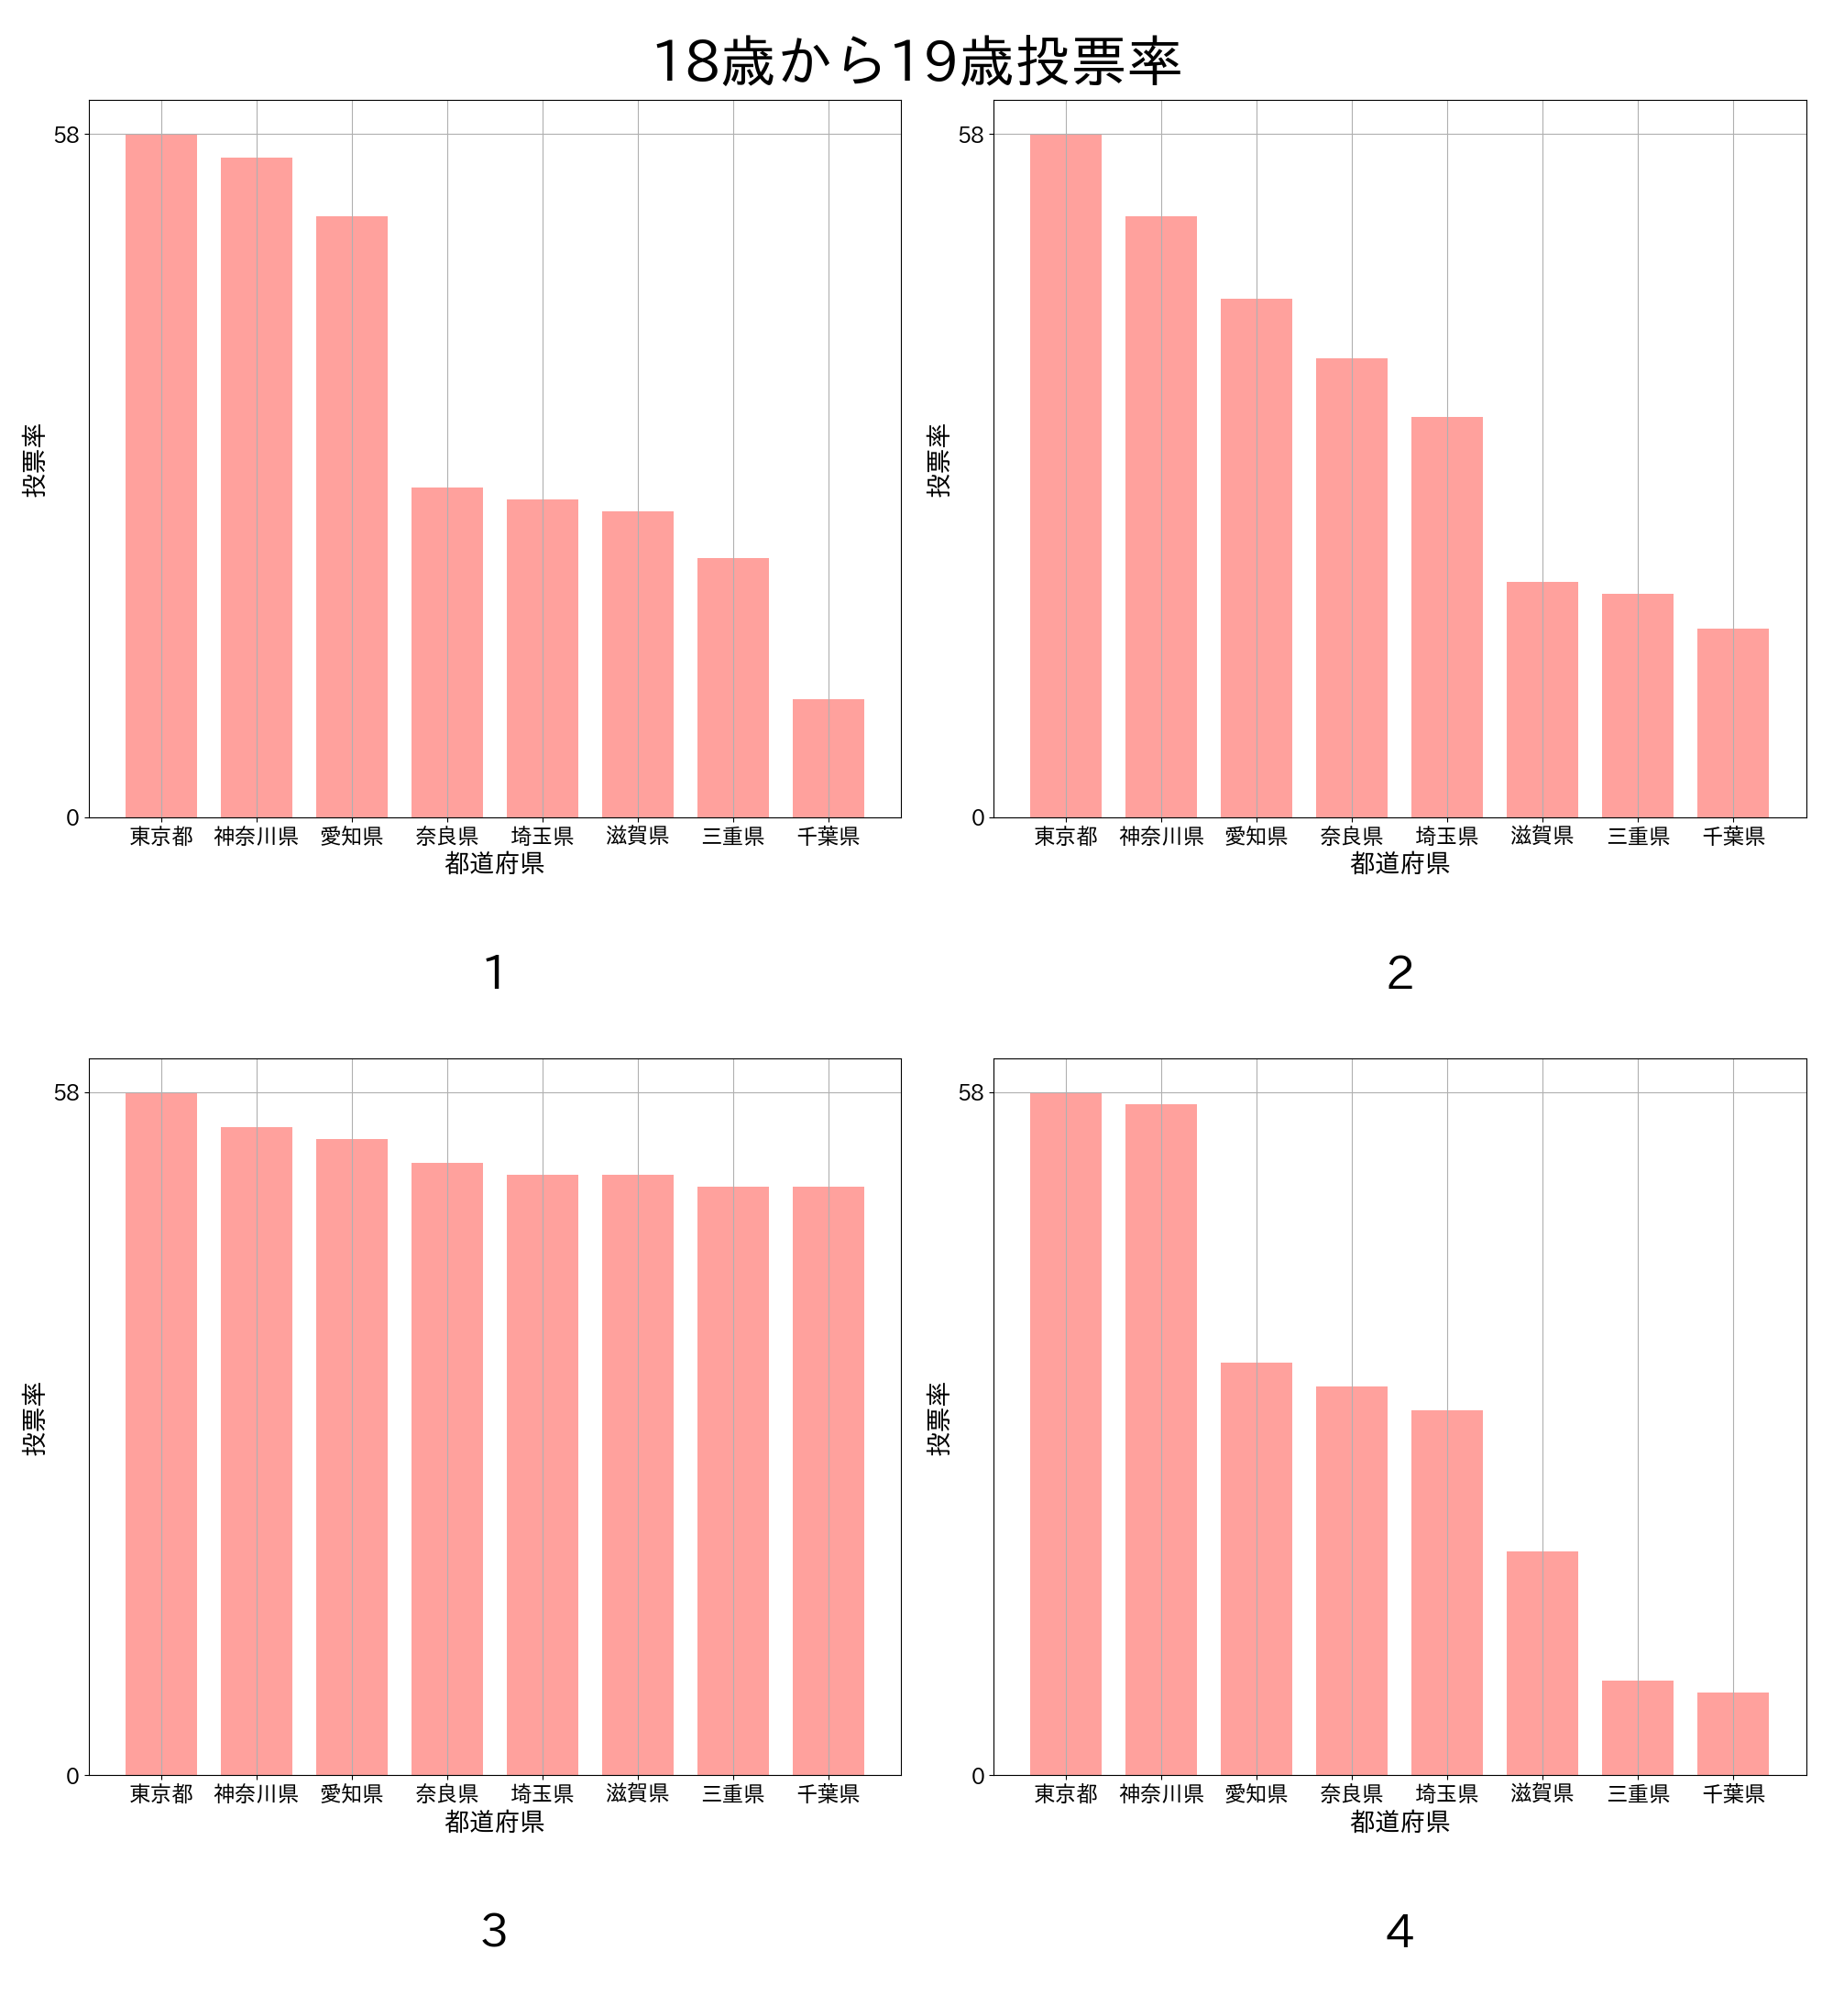 18歳から19歳投票率
58
0
投票率
東京都 神奈川県 愛知県 奈良県 埼玉県 滋賀県 三重県 千葉県
都道府県
1
58
0
投票率
東京都 神奈川県 愛知県 奈良県 埼玉県 滋賀県 三重県 千葉県
都道府県
2
58
0
投票率
東京都 神奈川県 愛知県 奈良県 埼玉県 滋賀県 三重県 千葉県
都道府県
3
58
0
投票率
東京都 神奈川県 愛知県 奈良県 埼玉県 滋賀県 三重県 千葉県
都道府県
4